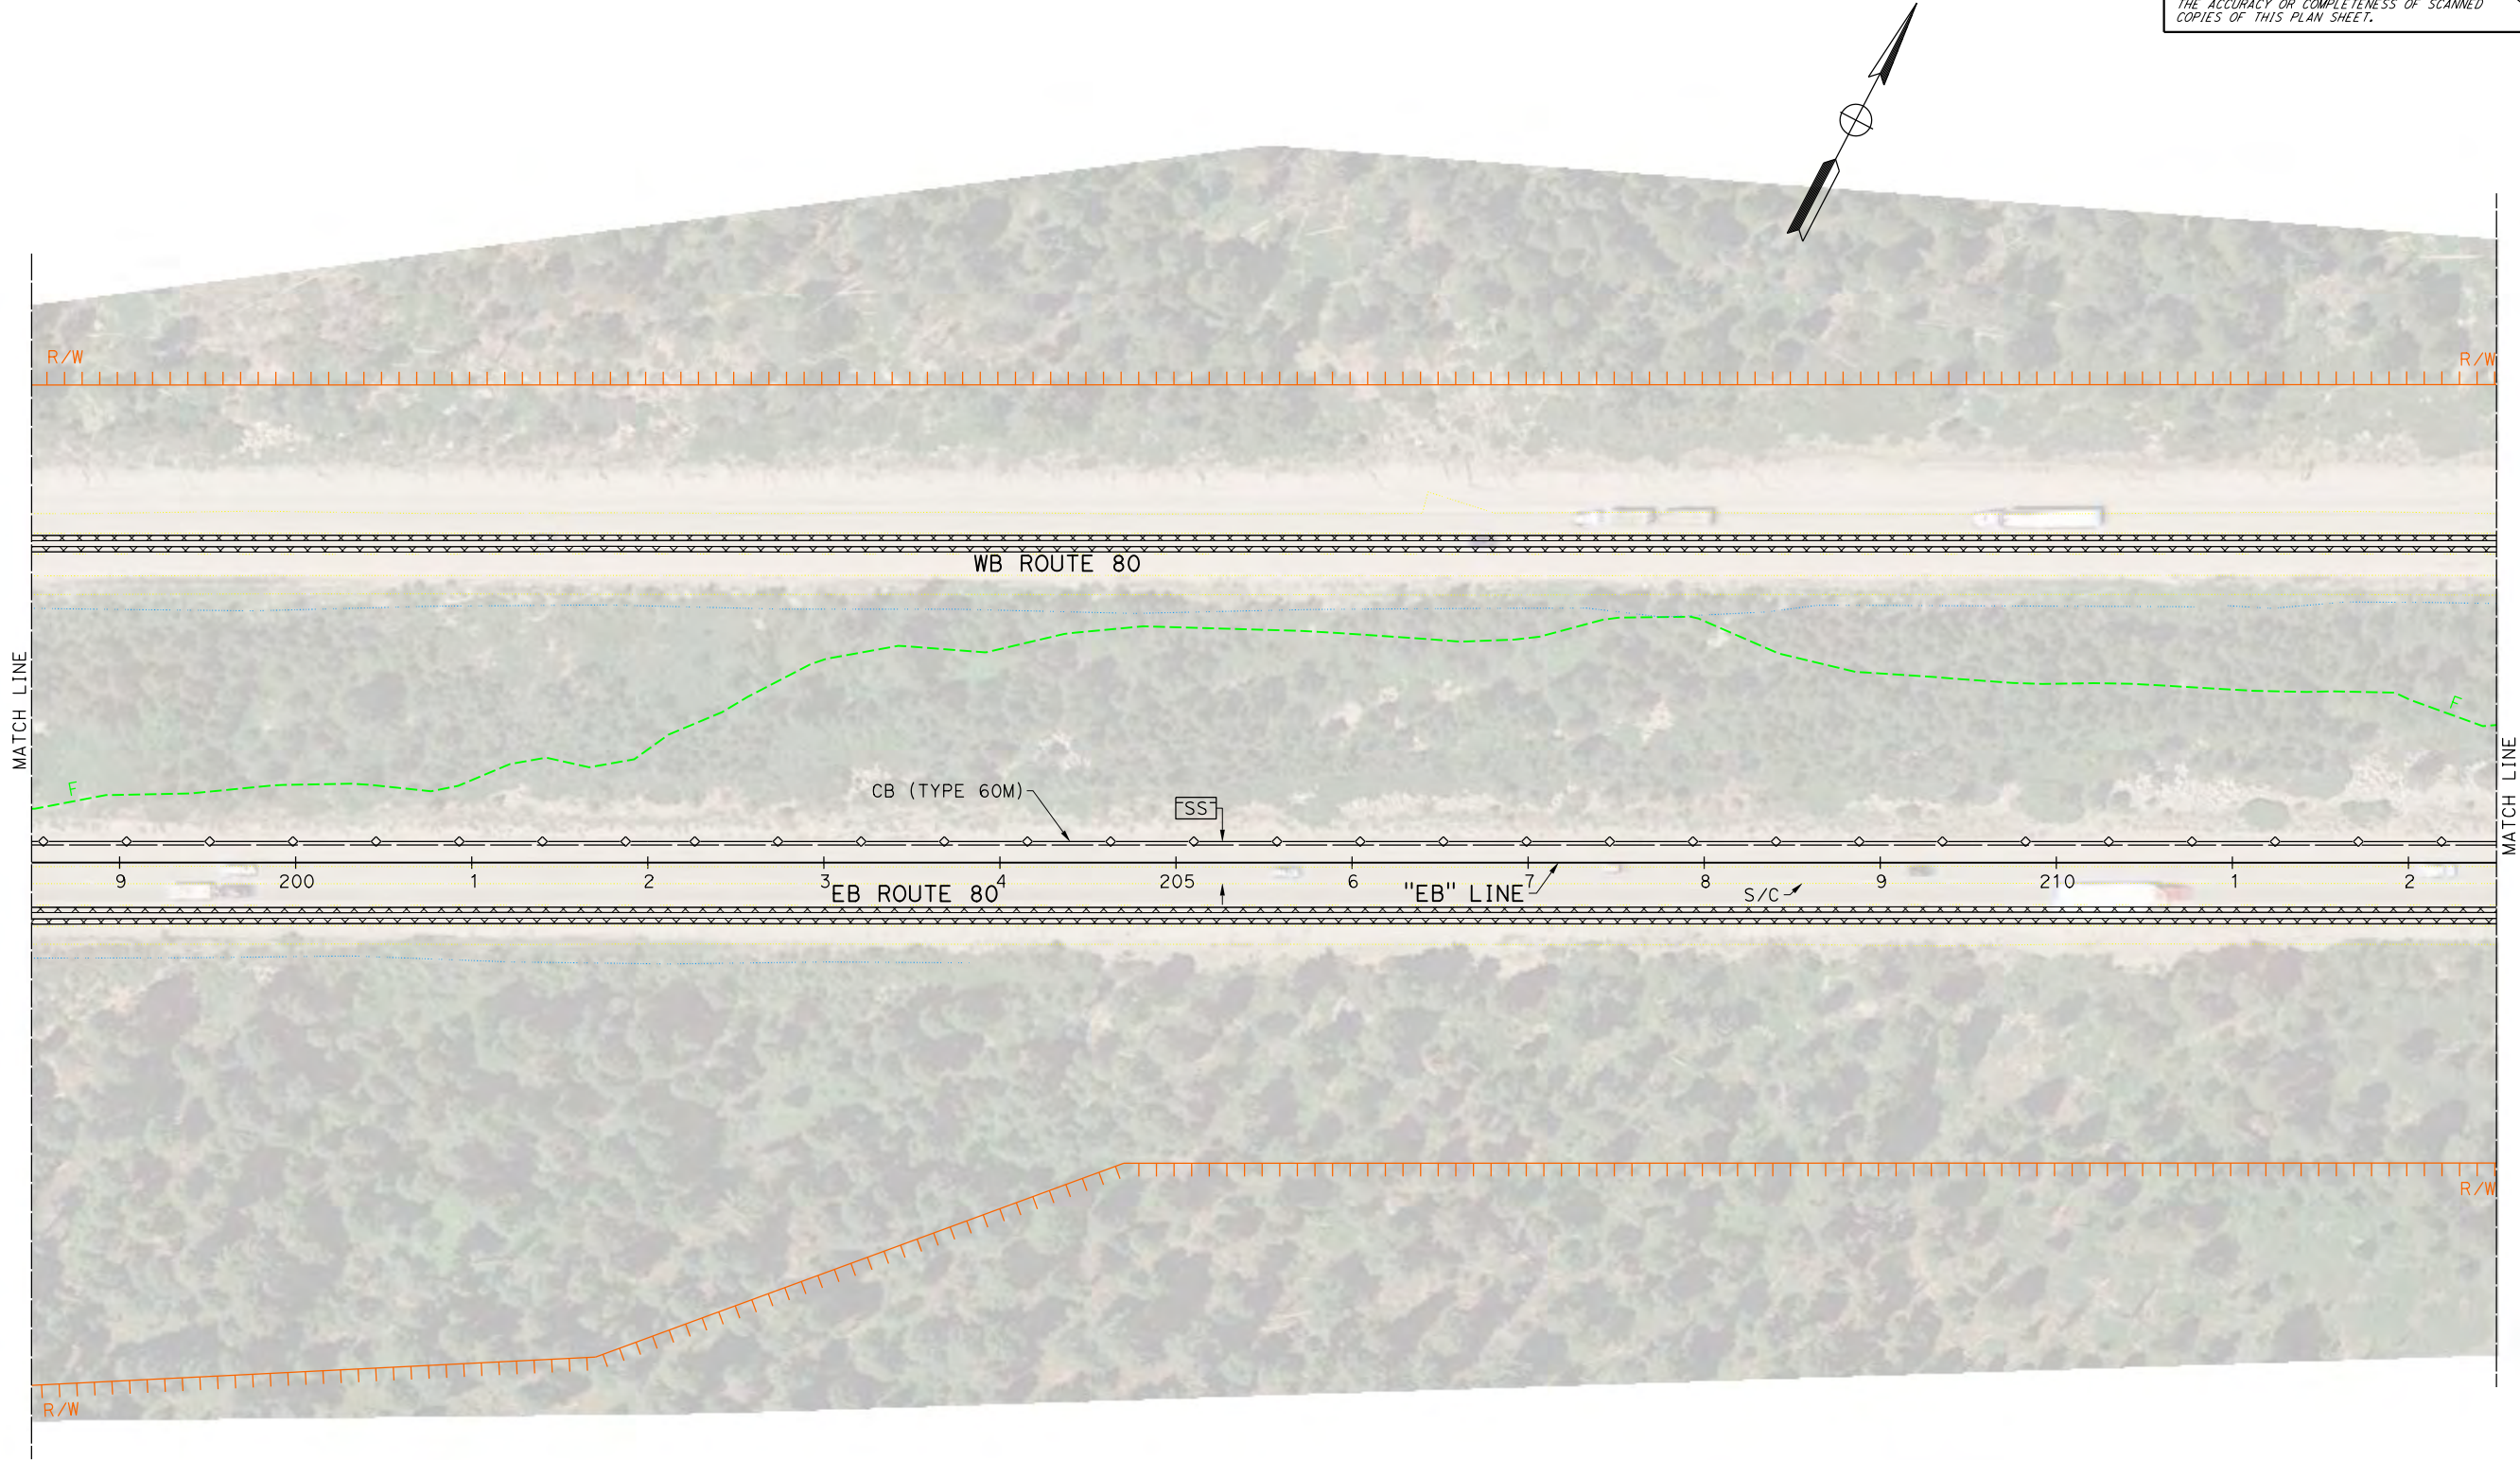 THE ACCURACY OR COMPLETENESS OF SCANNED
COPIES OF THIS PLAN SHEET.
R/W
R/W
WB ROUTE 80
MATCH LINE
F
F
CB (TYPE 60M)
SS
MATCH LINE
9 200 1 2 3 4 205 6 7 8 9 210 1 2
EB ROUTE 80
"EB" LINE
S/C
R/W
R/W